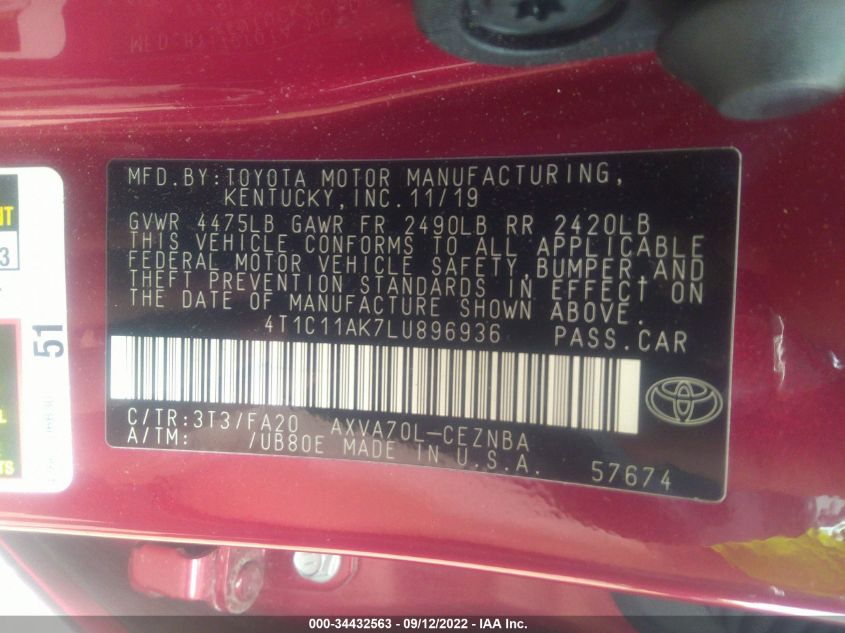 MFD.BY:TOYOTA MOTOR MANUFACTURING,
KENTUCKY, INC. 11/19
GVWR 4475LB GAWR FR 2490LB RR 2420LB
THIS VEHICLE CONFORMS TO ALL APPLICABLE
FEDERAL MOTOR VEHICLE SAFETY, BUMPER, AND
THEFT PREVENTION STANDARDS IN EFFECT ON
THE DATE OF MANUFACTURE SHOWN ABOVE.
4T1C11AK7LU896936 PASS.CAR
C/TR:3T3/FA20 AXVA70L-CEZNBA
A/TM: /UB80E MADE IN U.S.A.
57674
NT
3
51
L
TS
000-34432563 - 09/12/2022 - IAA Inc.